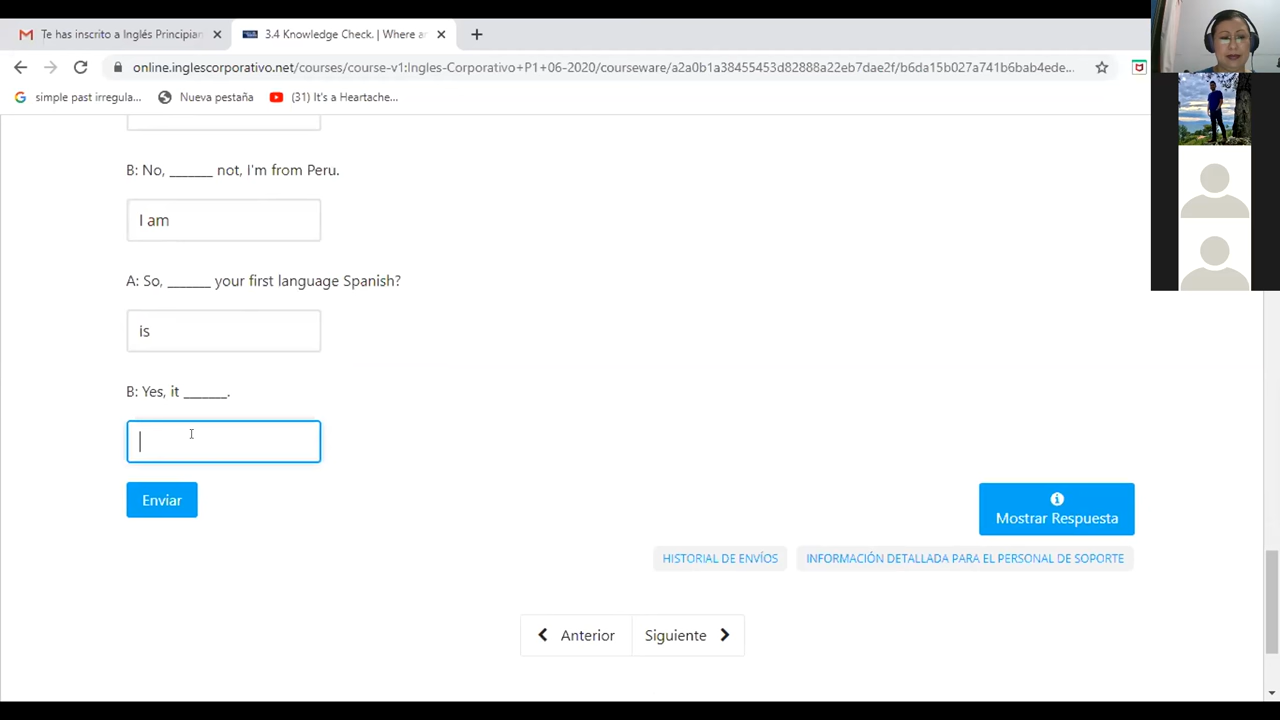 Te has inscrito a Inglés Principian
3.4 Knowledge Check. | Where a
online.inglescorporativo.net/courses/course-v1:Ingles-Corporativo+P1+06-2020/courseware/a2a0b1a38455453d82888a22eb7dae2f/b6da15b027a741b6bab4ede...
simple past irregula...
Nueva pestaña
(31) It's a Heartache...
B: No, _______ not, I'm from Peru.
I am
A: So, _______ your first language Spanish?
is
B: Yes, it _______.
Enviar
Mostrar Respuesta
HISTORIAL DE ENVÍOS
INFORMACIÓN DETALLADA PARA EL PERSONAL DE SOPORTE
Anterior
Siguiente